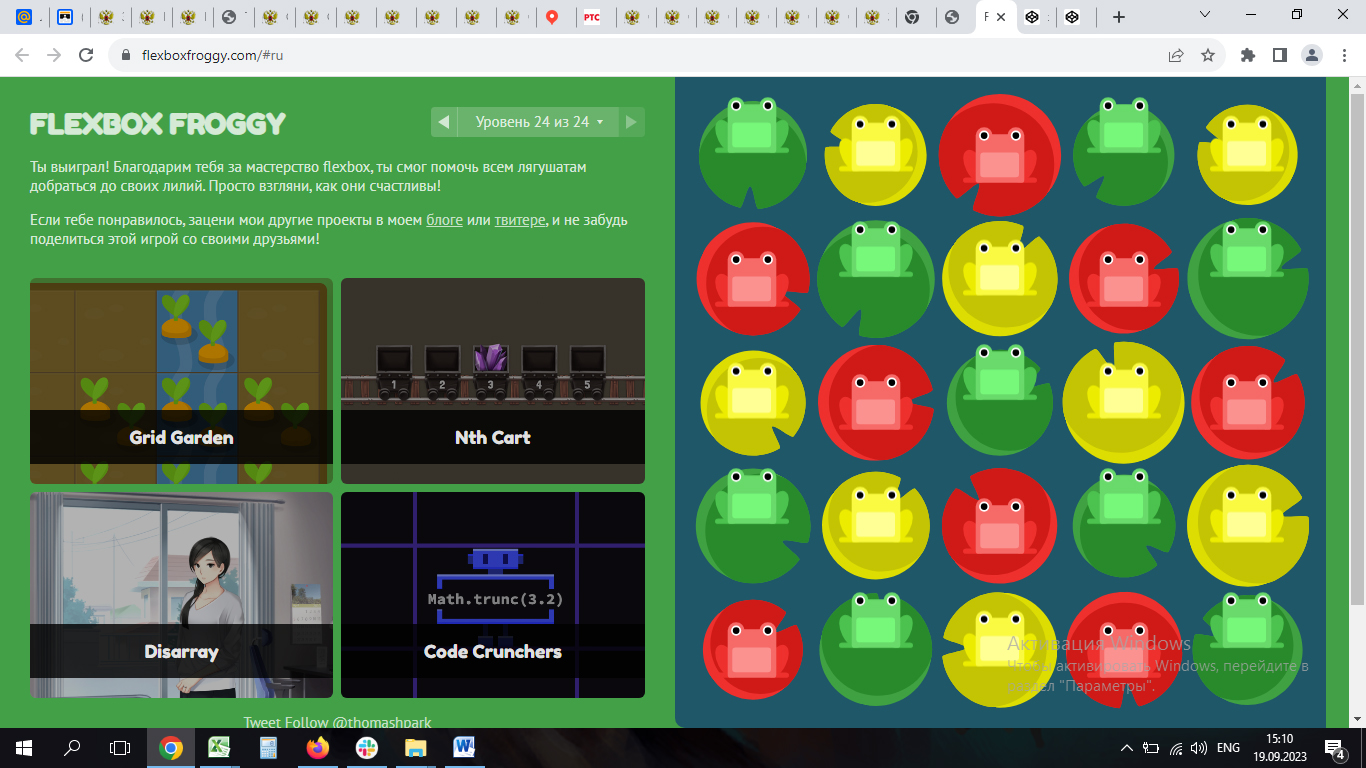 РТС
F
flexboxfroggy.com/#ru
FLEXBOX FROGGY
Уровень 24 из 24
Ты выиграл! Благодарим тебя за мастерство flexbox, ты смог помочь всем лягушатам
добраться до своих лилий. Просто взгляни, как они счастливы!
Если тебе понравилось, зацени мои другие проекты в моем блоге или твитере, и не забудь
поделиться этой игрой со своими друзьями!
1 2 3 4 5
Grid Garden
Nth Cart
Math.trunc(3.2)
Disarray
Code Crunchers
Tweet Follow @thomashpark
Активация Windows
Чтобы активировать Windows, перейдите в
раздел "Параметры".
ENG
15:10
19.09.2023
4